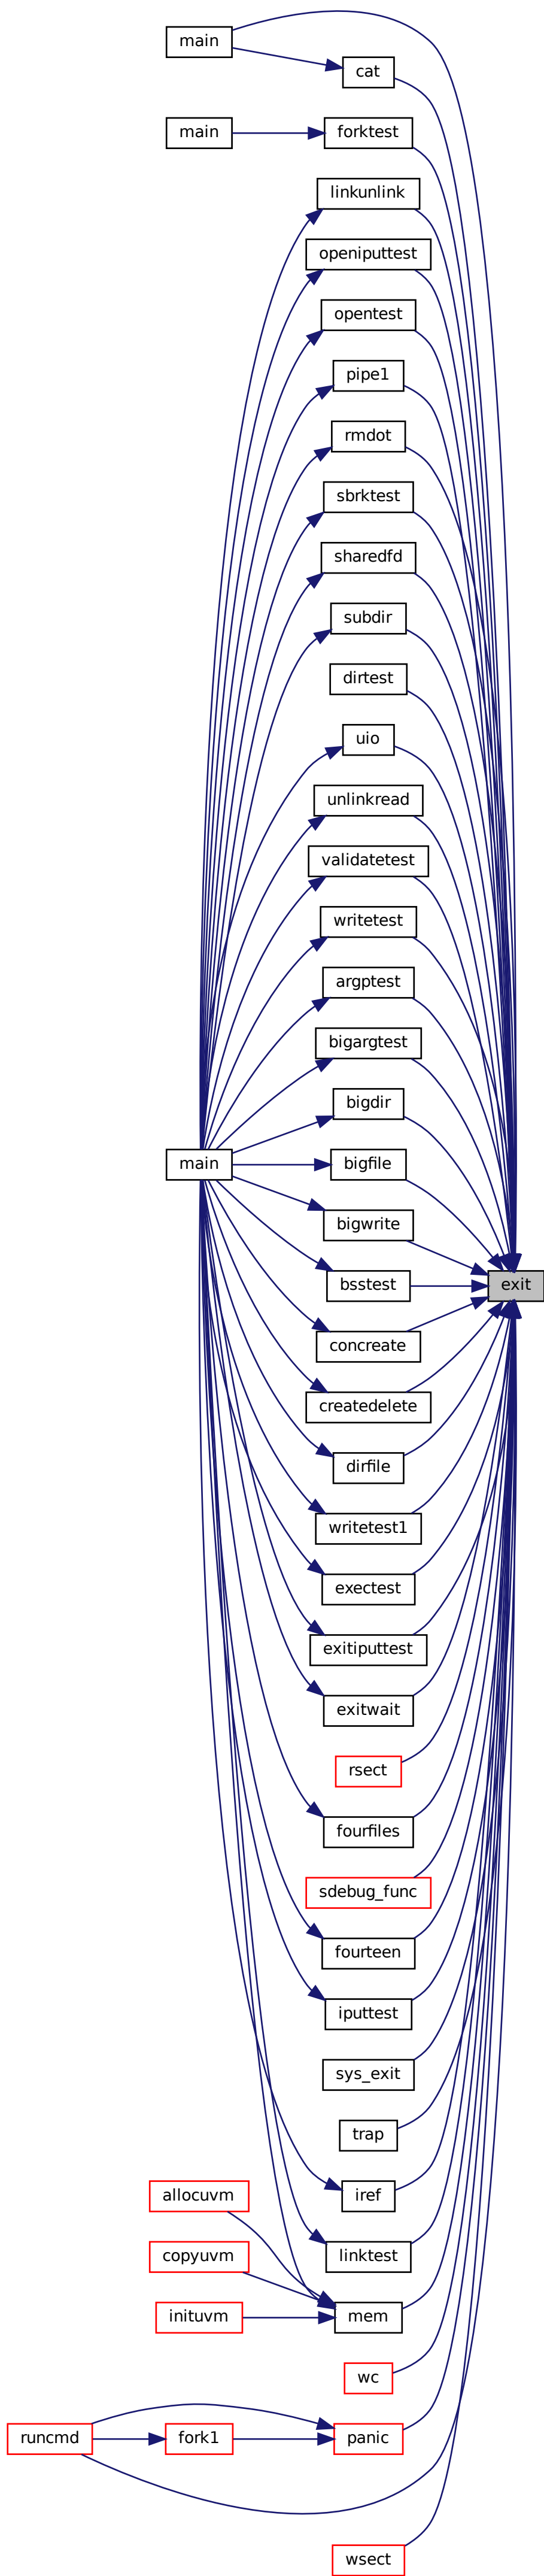 main
cat
main
forktest
linkunlink
openiputtest
opentest
pipe1
rmdot
sbrktest
sharedfd
subdir
dirtest
uio
unlinkread
validatetest
writetest
argptest
bigargtest
bigdir
main
bigfile
bigwrite
bsstest
exit
concreate
createdelete
dirfile
writetest1
exectest
exitiputtest
exitwait
rsect
fourfiles
sdebug_func
fourteen
iputtest
sys_exit
trap
iref
allocuvm
linktest
copyuvm
mem
inituvm
wc
runcmd
fork1
panic
wsect